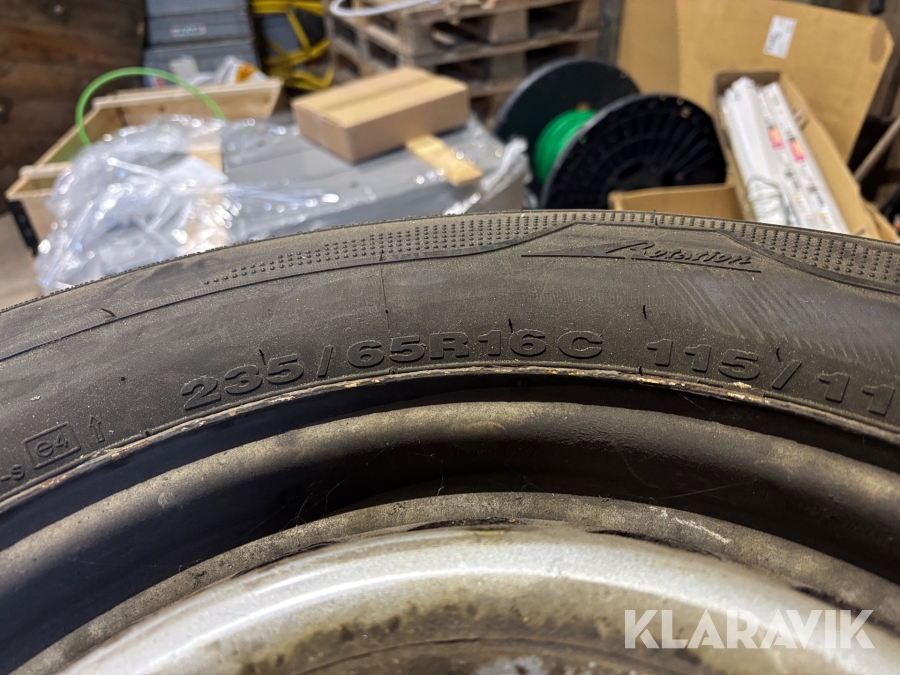 Rotation
235/65R16C 115/11
-S e4 ↑
KLARAVIK